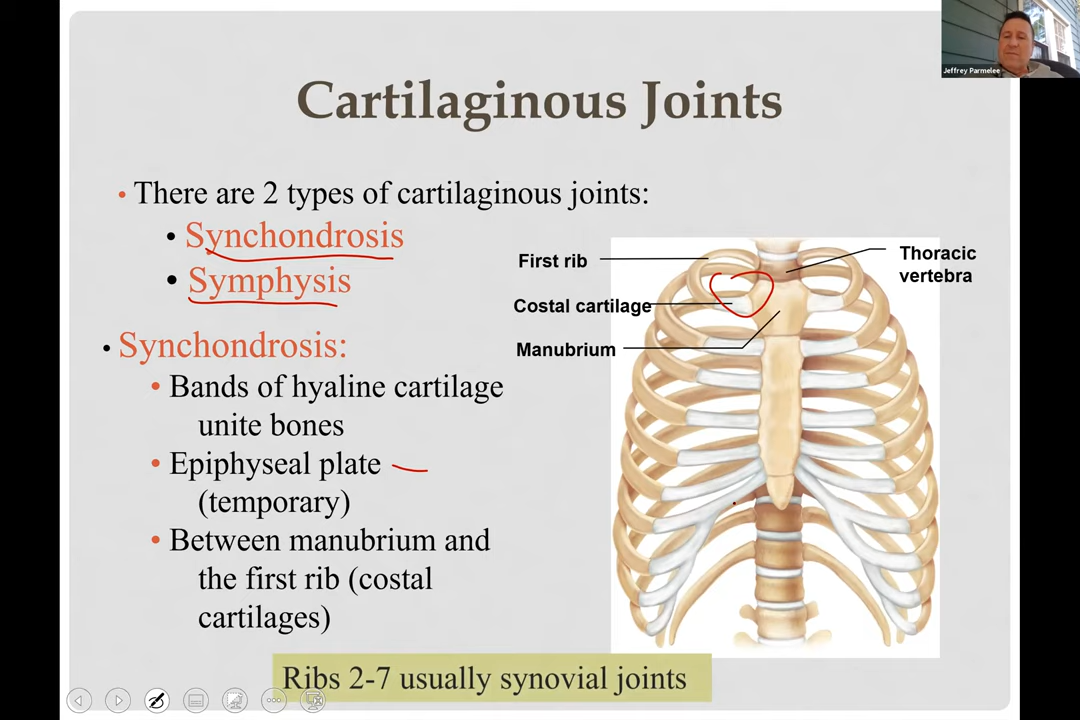 Jeffrey Parmelee
Cartilaginous Joints
• There are 2 types of cartilaginous joints:
• Synchondrosis
• Symphysis
• Synchondrosis:
• Bands of hyaline cartilage
unite bones
• Epiphyseal plate
(temporary)
• Between manubrium and
the first rib (costal
cartilages)
First rib
Costal cartilage
Manubrium
Thoracic
vertebra
Ribs 2-7 usually synovial joints